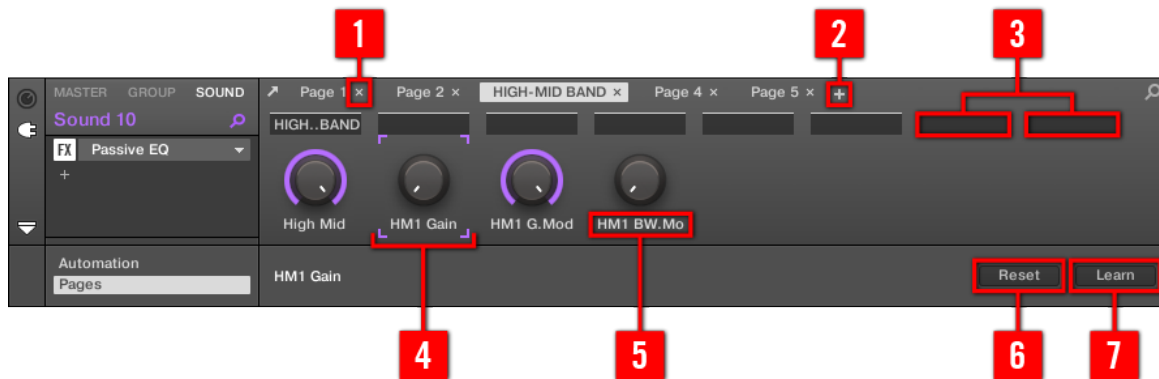 1 2 3
MASTER GROUP SOUND Page 1 × Page 2 × HIGH-MID BAND × Page 4 × Page 5 × +
Sound 10 HIGH..BAND
FX Passive EQ
+
High Mid HM1 Gain HM1 G.Mod HM1 BW.Mo
Automation
Pages HM1 Gain Reset Learn
4 5 6 7